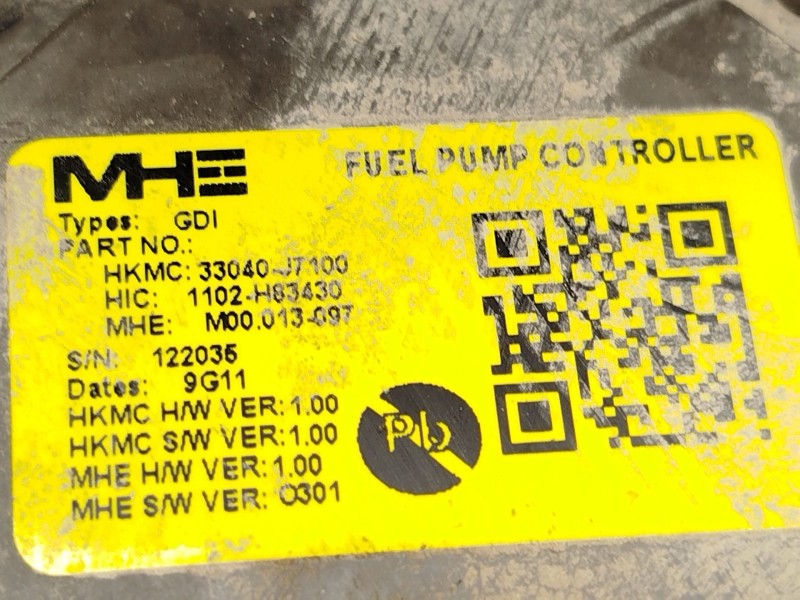 MHE FUEL PUMP CONTROLLER
Types: GDI
PART NO.:
HKMC: 33040-J7100
HIC: 1102-H83430
MHE: M00.013-097
S/N: 122035
Dates: 9G11
HKMC H/W VER:1.00
HKMC S/W VER:1.00
MHE H/W VER:1.00
MHE S/W VER: O301
Pb